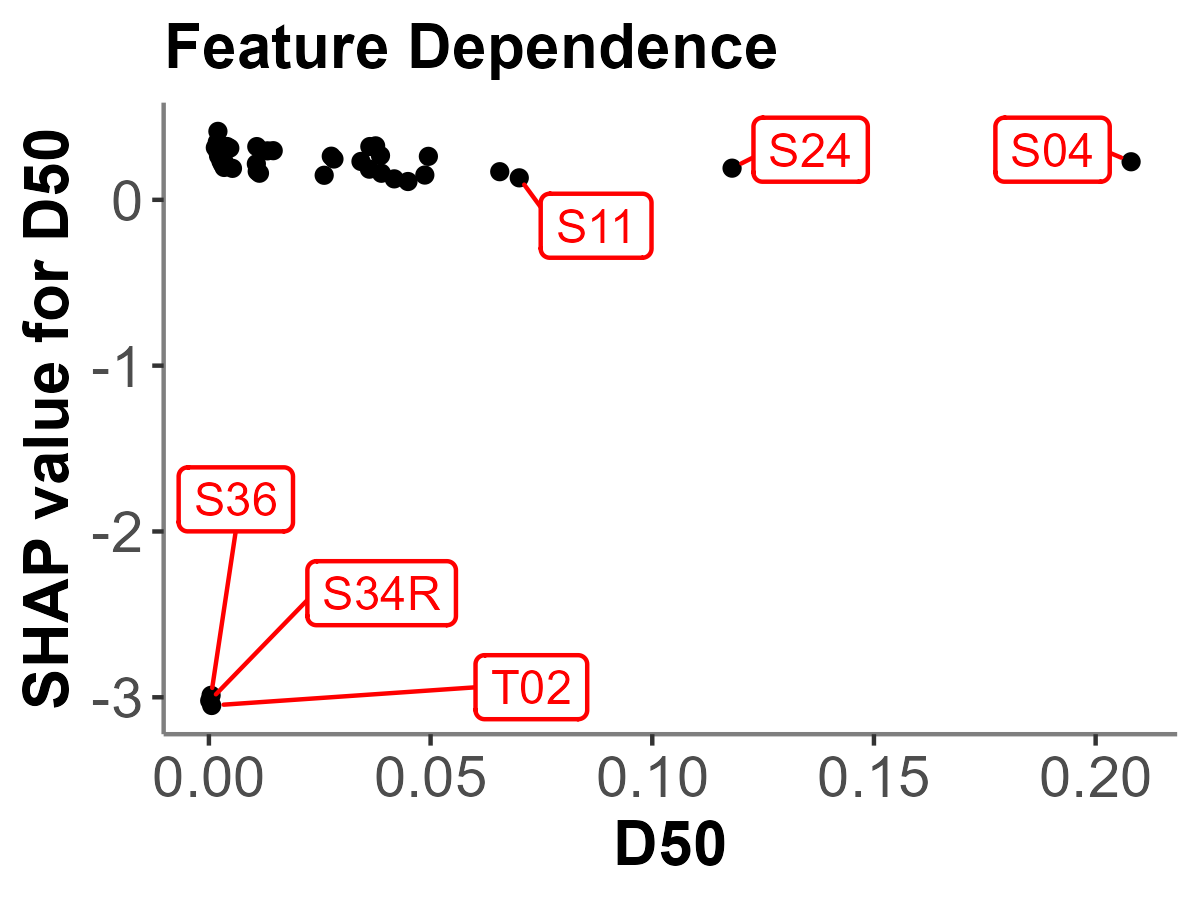 Feature Dependence
SHAP value for D50
0
-1
-2
-3
S24
S04
S11
S36
S34R
T02
0.00
0.05
0.10
0.15
0.20
D50